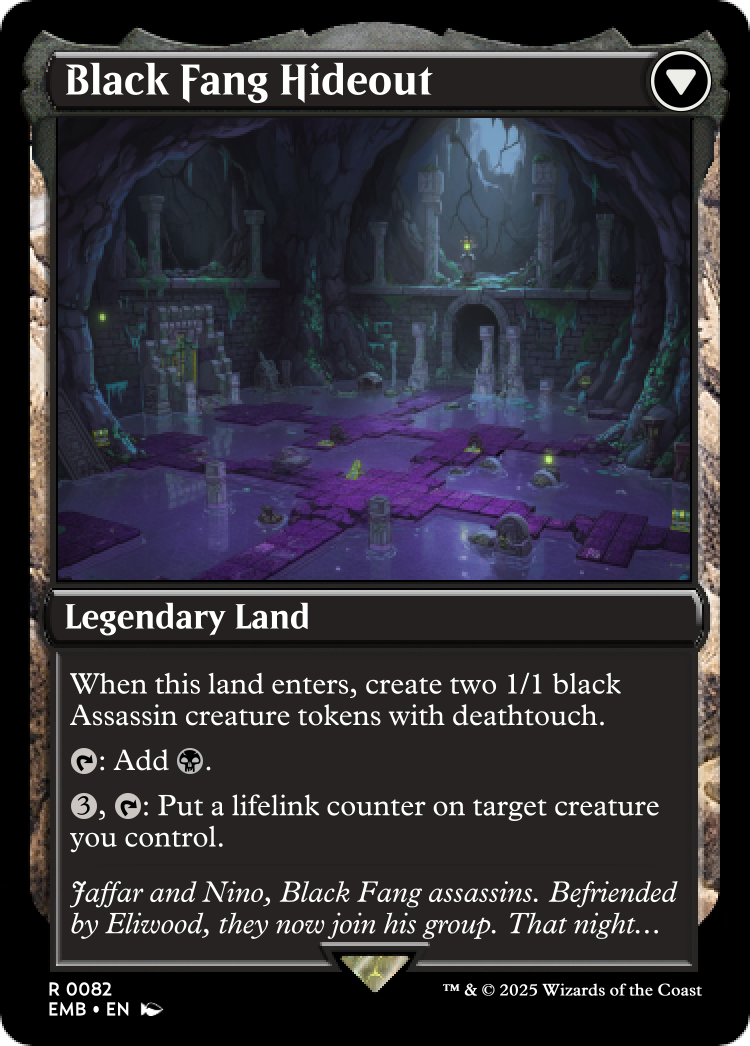 Black Fang Hideout
Legendary Land
When this land enters, create two 1/1 black
Assassin creature tokens with deathtouch.
: Add .
3, : Put a lifelink counter on target creature
you control.
Jaffar and Nino, Black Fang assassins. Befriended
by Eliwood, they now join his group. That night…
R 0082
EMB • EN
™ & © 2025 Wizards of the Coast